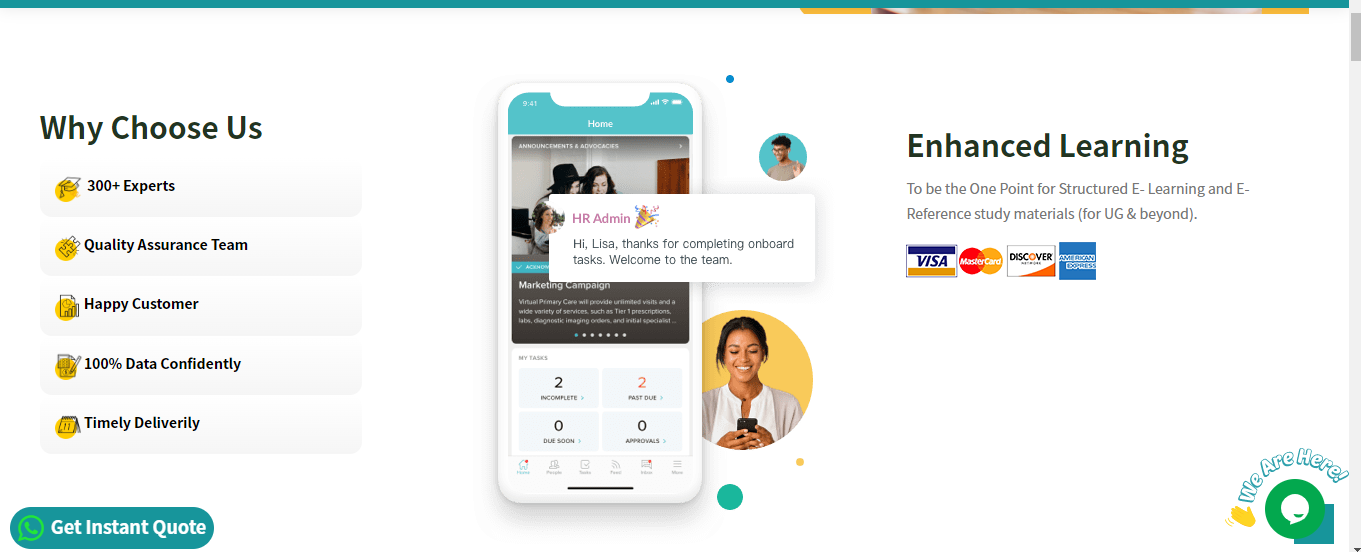 Why Choose Us
300+ Experts
Quality Assurance Team
Happy Customer
100% Data Confidently
Timely Deliverily
Get Instant Quote
9:41
Home
ANNOUNCEMENTS & ADVOCACIES
HR Admin
Hi, Lisa, thanks for completing onboard
tasks. Welcome to the team.
Marketing Campaign
Virtual Primary Care will provide unlimited visits and a
wide variety of services, such as Tier 1 prescriptions,
labs, diagnostic imaging orders, and initial specialist ...
MY TASKS
2
INCOMPLETE >
2
PAST DUE >
0
DUE SOON >
0
APPROVALS >
Home People Tasks Feed Inbox More
Enhanced Learning
To be the One Point for Structured E- Learning and E-
Reference study materials (for UG & beyond).
VISA MasterCard DISCOVER NETWORK AMERICAN EXPRESS
We Are Here!